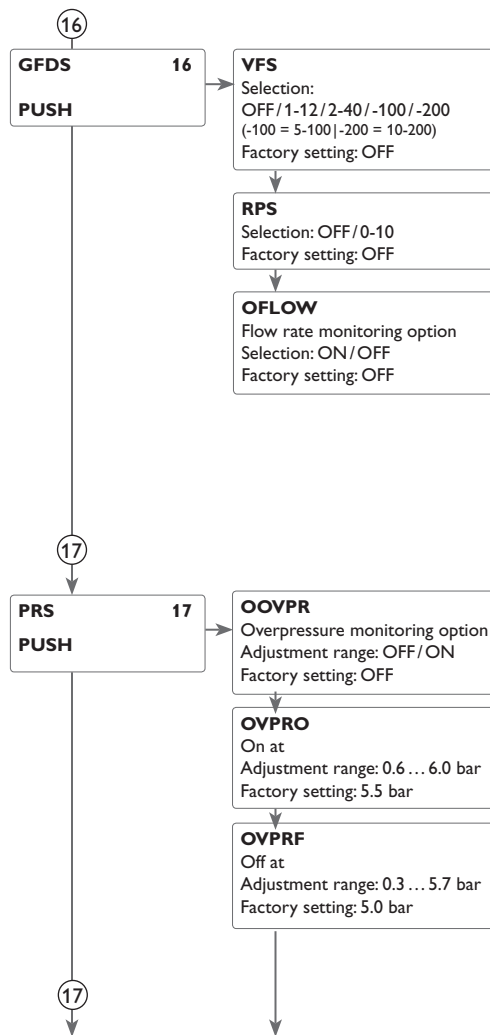 16
GFDS 16
PUSH
VFS
Selection:
OFF/1-12/2-40/-100/-200
(-100 = 5-100|-200 = 10-200)
Factory setting: OFF
RPS
Selection: OFF/0-10
Factory setting: OFF
OFLOW
Flow rate monitoring option
Selection: ON/OFF
Factory setting: OFF
17
PRS 17
PUSH
OOVPR
Overpressure monitoring option
Adjustment range: OFF/ON
Factory setting: OFF
OVPRO
On at
Adjustment range: 0.6 ... 6.0 bar
Factory setting: 5.5 bar
OVPRF
Off at
Adjustment range: 0.3 ... 5.7 bar
Factory setting: 5.0 bar
17